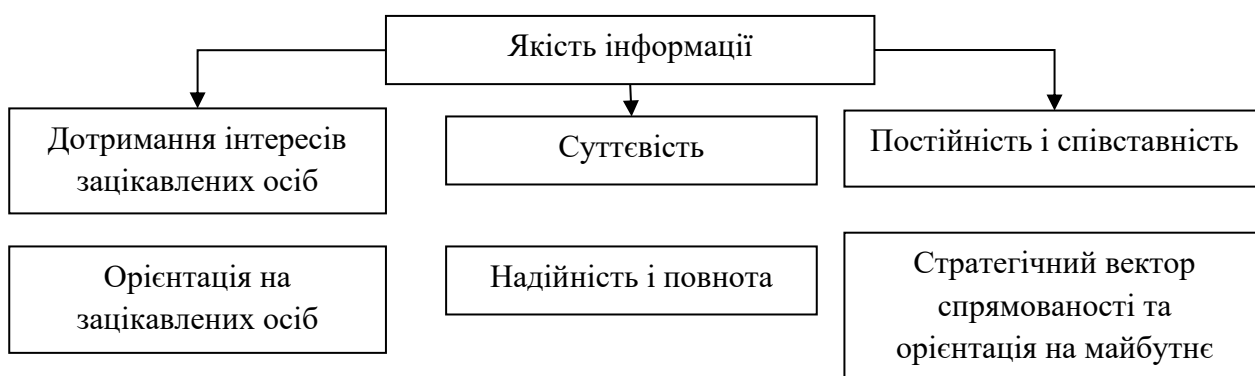 Якість інформації
Дотримання інтересів
зацікавлених осіб
Суттєвість
Постійність і співставність
Орієнтація на
зацікавлених осіб
Надійність і повнота
Стратегічний вектор
спрямованості та
орієнтація на майбутнє